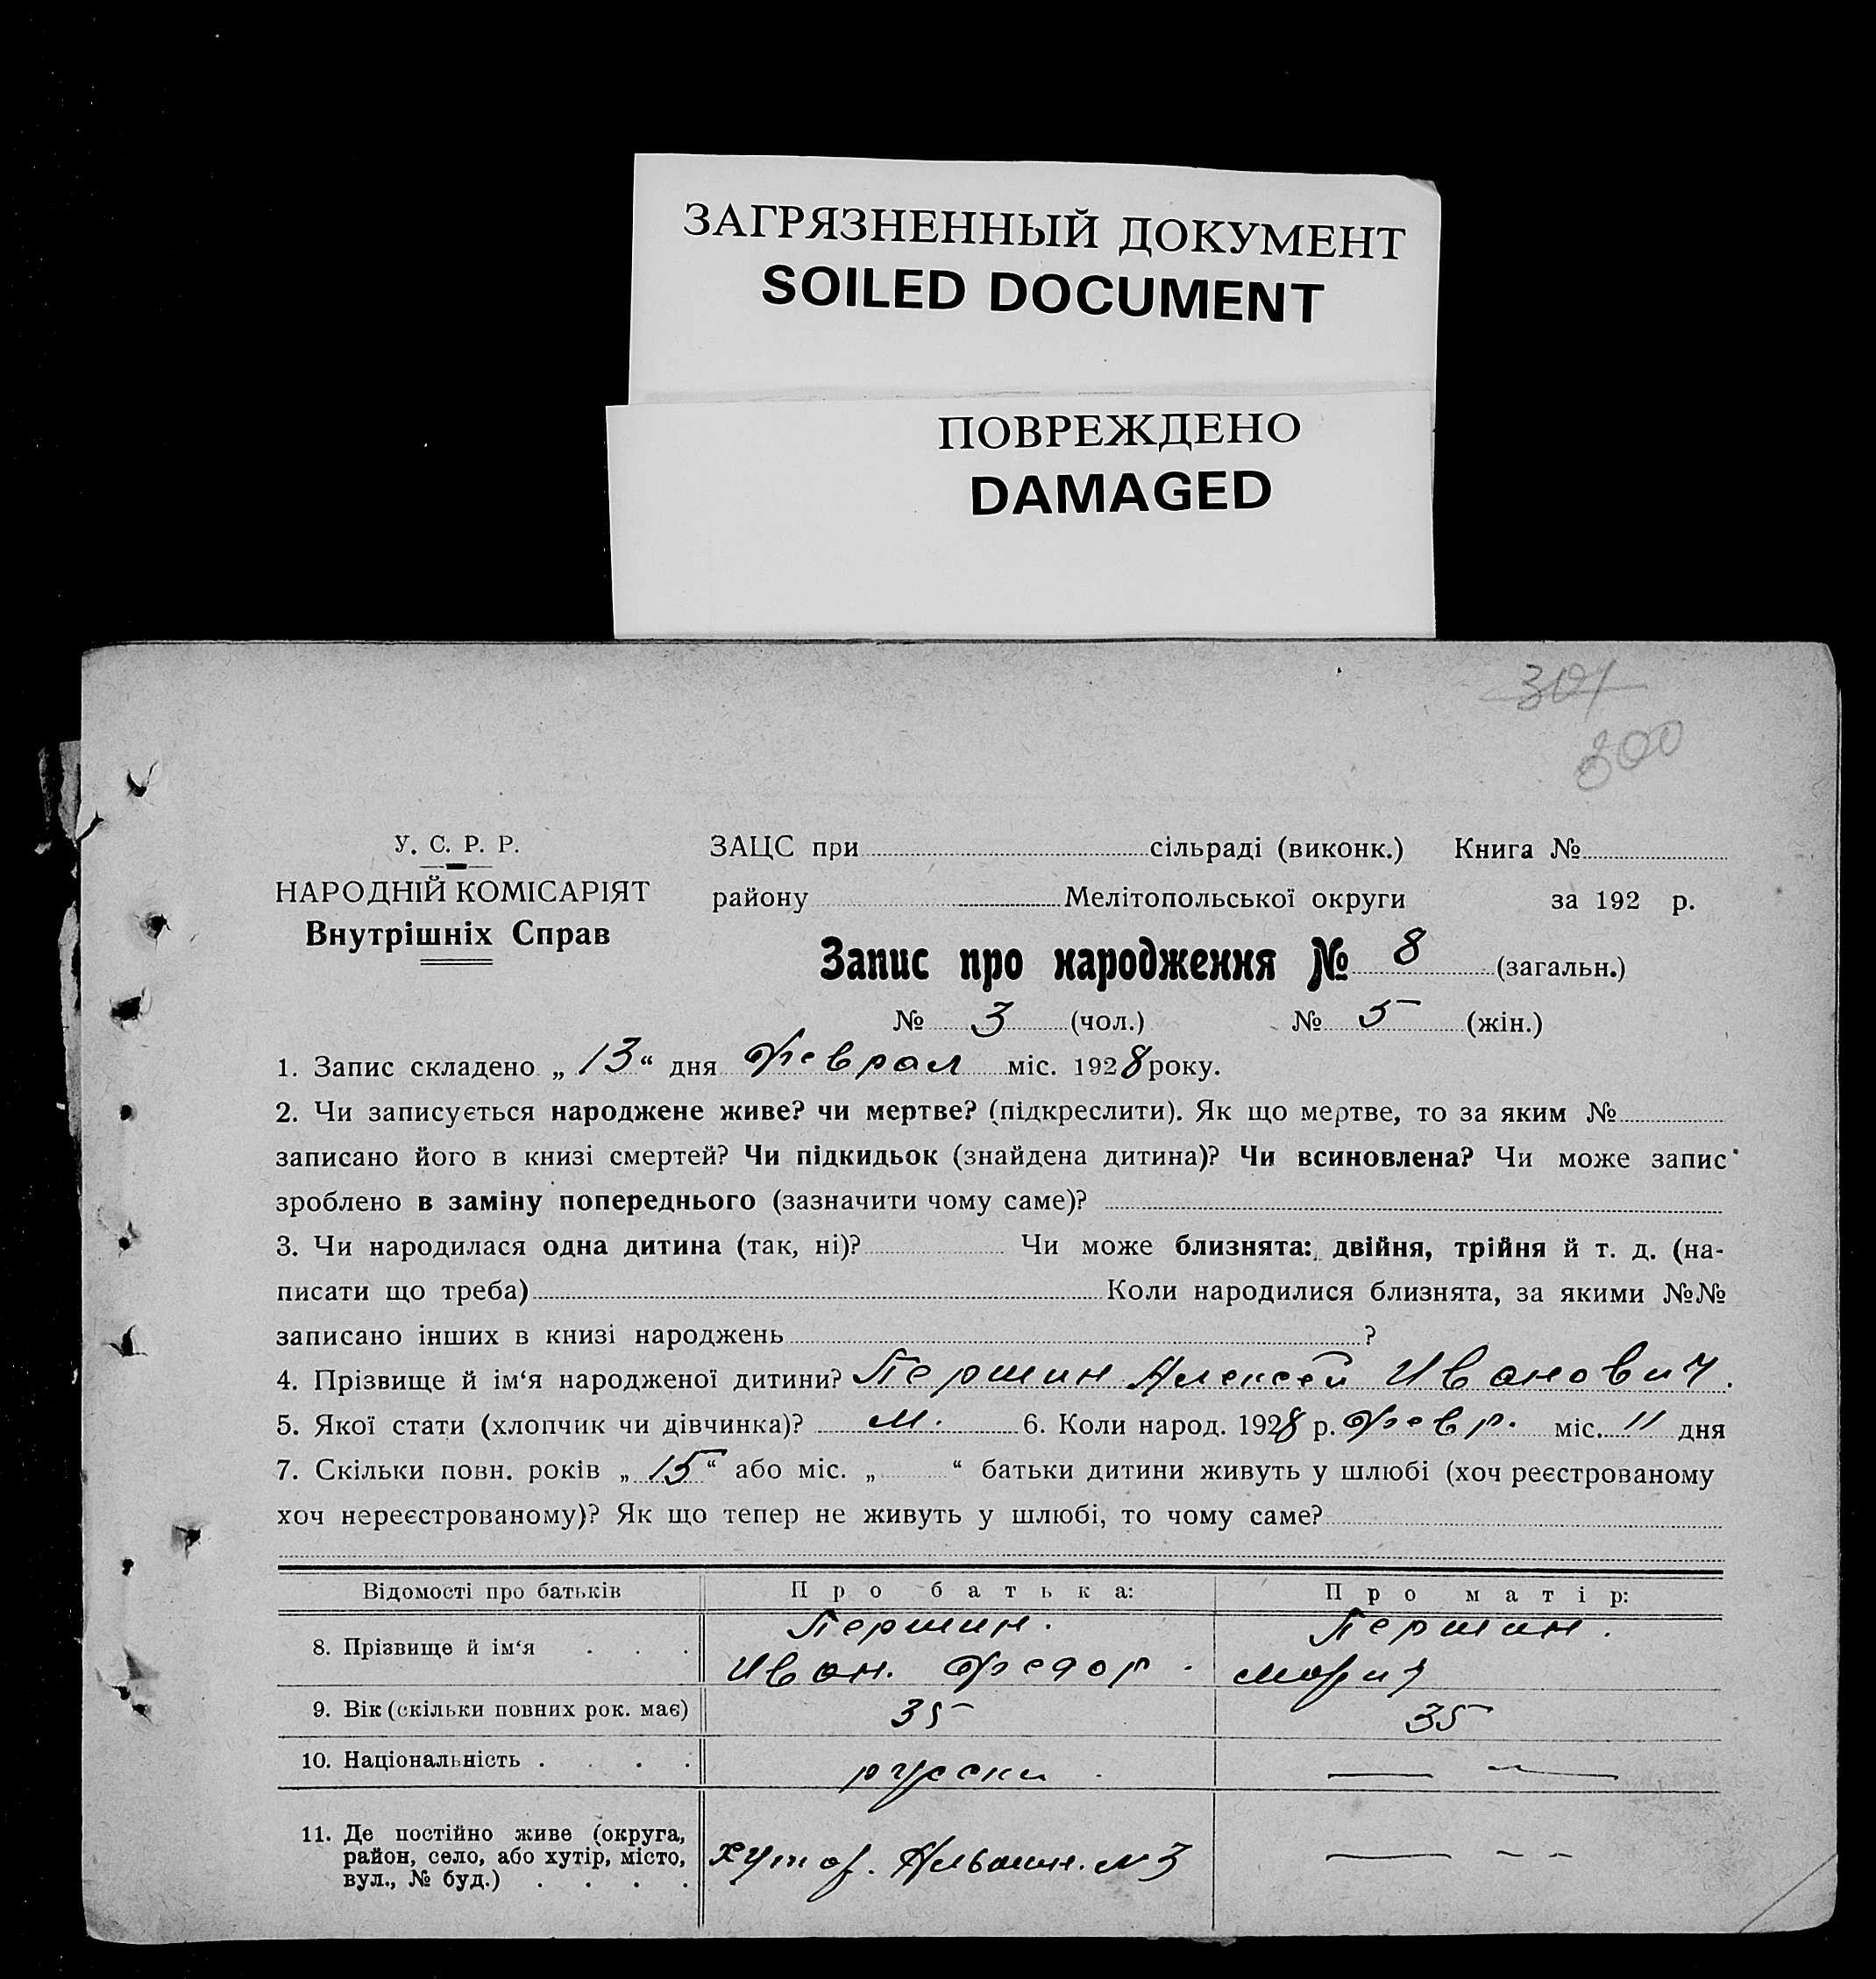 ЗАГРЯЗНЕННЫЙ ДОКУМЕНТ
SOILED DOCUMENT
ПОВРЕЖДЕНО
DAMAGED
301
300
У. С. Р. Р.
НАРОДНІЙ КОМІСАРІЯТ
Внутрішніх Справ
ЗАЦС при сільраді (виконк.) Книга №
району Мелітопольської округи за 192 р.
Запис про народження № 8 (загальн.)
№ 3 (чол.) № 5 (жін.)
1. Запис складено „ 13 “ дня Феврал міс. 1928 року.
2. Чи записується народжене живе? чи мертве? (підкреслити). Як що мертве, то за яким №
записано його в книзі смертей? Чи підкидьок (знайдена дитина)? Чи всиновлена? Чи може запис
зроблено в заміну попереднього (зазначити чому саме)?
3. Чи народилася одна дитина (так, ні)? Чи може близнята: двійня, трійня й т. д. (на-
писати що треба) Коли народилися близнята, за якими №№
записано інших в книзі народжень ?
4. Прізвище й ім‘я народженої дитини? Першин Алексей Иванович.
5. Якої стати (хлопчик чи дівчинка)? м. 6. Коли народ. 1928 р. Февр. міс. 11 дня
7. Скільки повн. років „ 15 “ або міс. „ “ батьки дитини живуть у шлюбі (хоч реєстрованому
хоч нереєстрованому)? Як що тепер не живуть у шлюбі, то чому саме?
Відомості про батьків Про батька: Про матір:
8. Прізвище й ім‘я . . . Першин. Першин.
Иван. Федор. Мария
9. Вік (скільки повних рок. має) 35 35
10. Національність . . . . русски — —
11. Де постійно живе (округа,
район, село, або хутір, місто,
вул., № буд.) . . . . хутор. №3 — - -